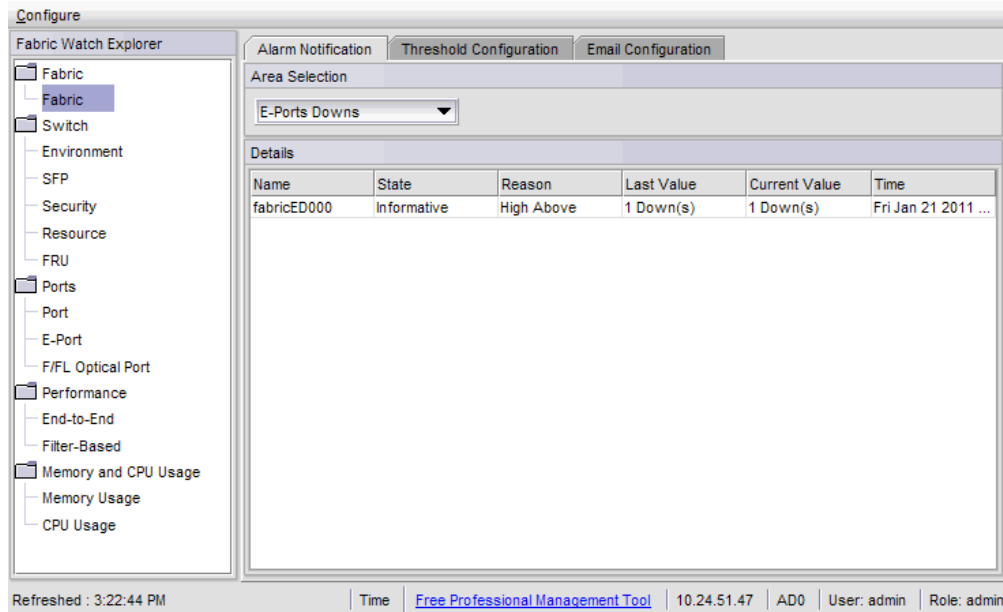 Configure
Fabric Watch Explorer
Fabric
Fabric
Switch
Environment
SFP
Security
Resource
FRU
Ports
Port
E-Port
F/FL Optical Port
Performance
End-to-End
Filter-Based
Memory and CPU Usage
Memory Usage
CPU Usage
Alarm Notification Threshold Configuration Email Configuration
Area Selection
E-Ports Downs
Details
Name State Reason Last Value Current Value Time
fabricED000 Informative High Above 1 Down(s) 1 Down(s) Fri Jan 21 2011 ...
Refreshed : 3:22:44 PM Time Free Professional Management Tool 10.24.51.47 AD0 User: admin Role: admin